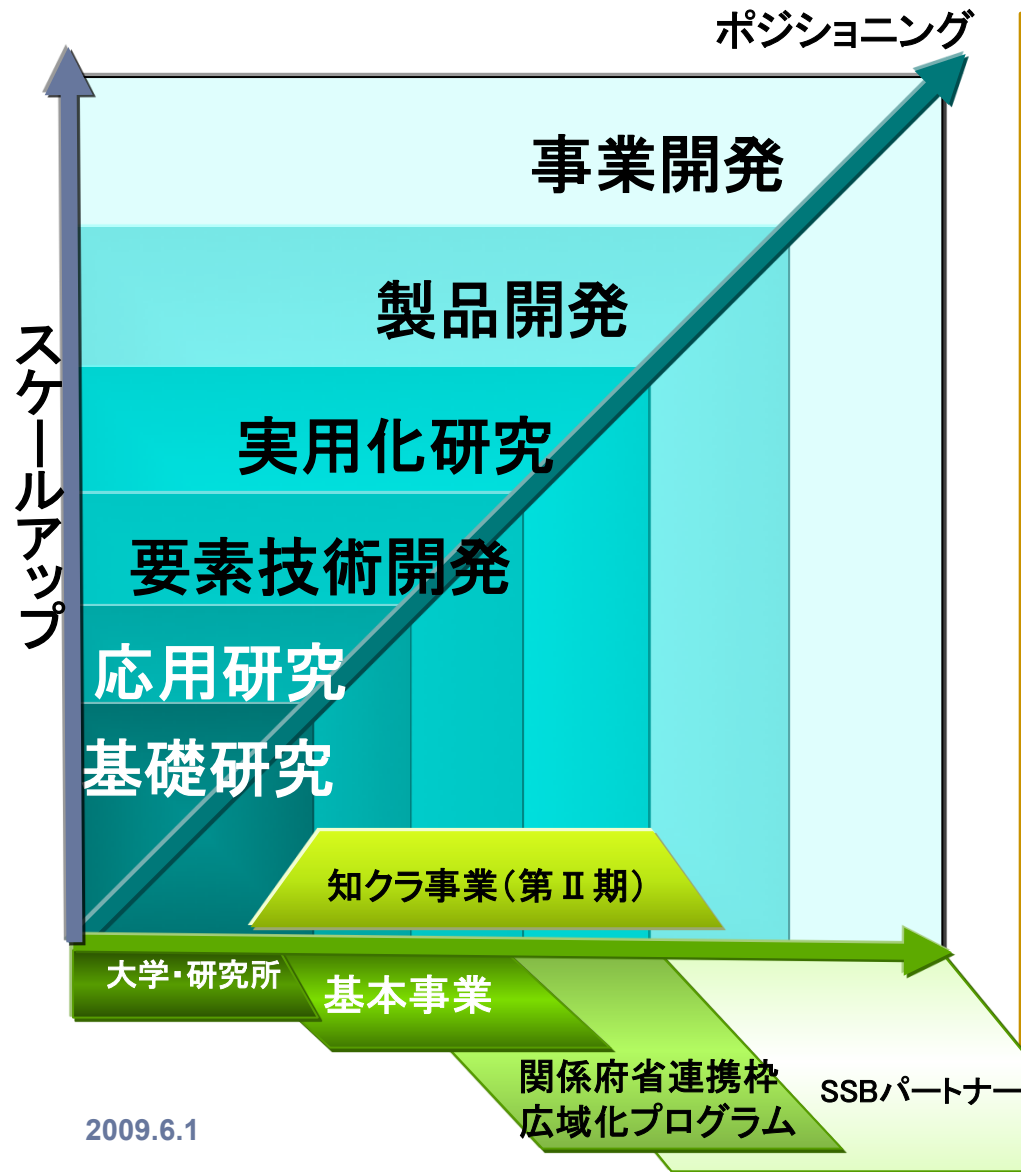 ポジショニング
スケールアップ
事業開発
製品開発
実用化研究
要素技術開発
応用研究
基礎研究
知クラ事業(第Ⅱ期)
大学・研究所
基本事業
関係府省連携枠
広域化プログラム
SSBパートナー
2009.6.1